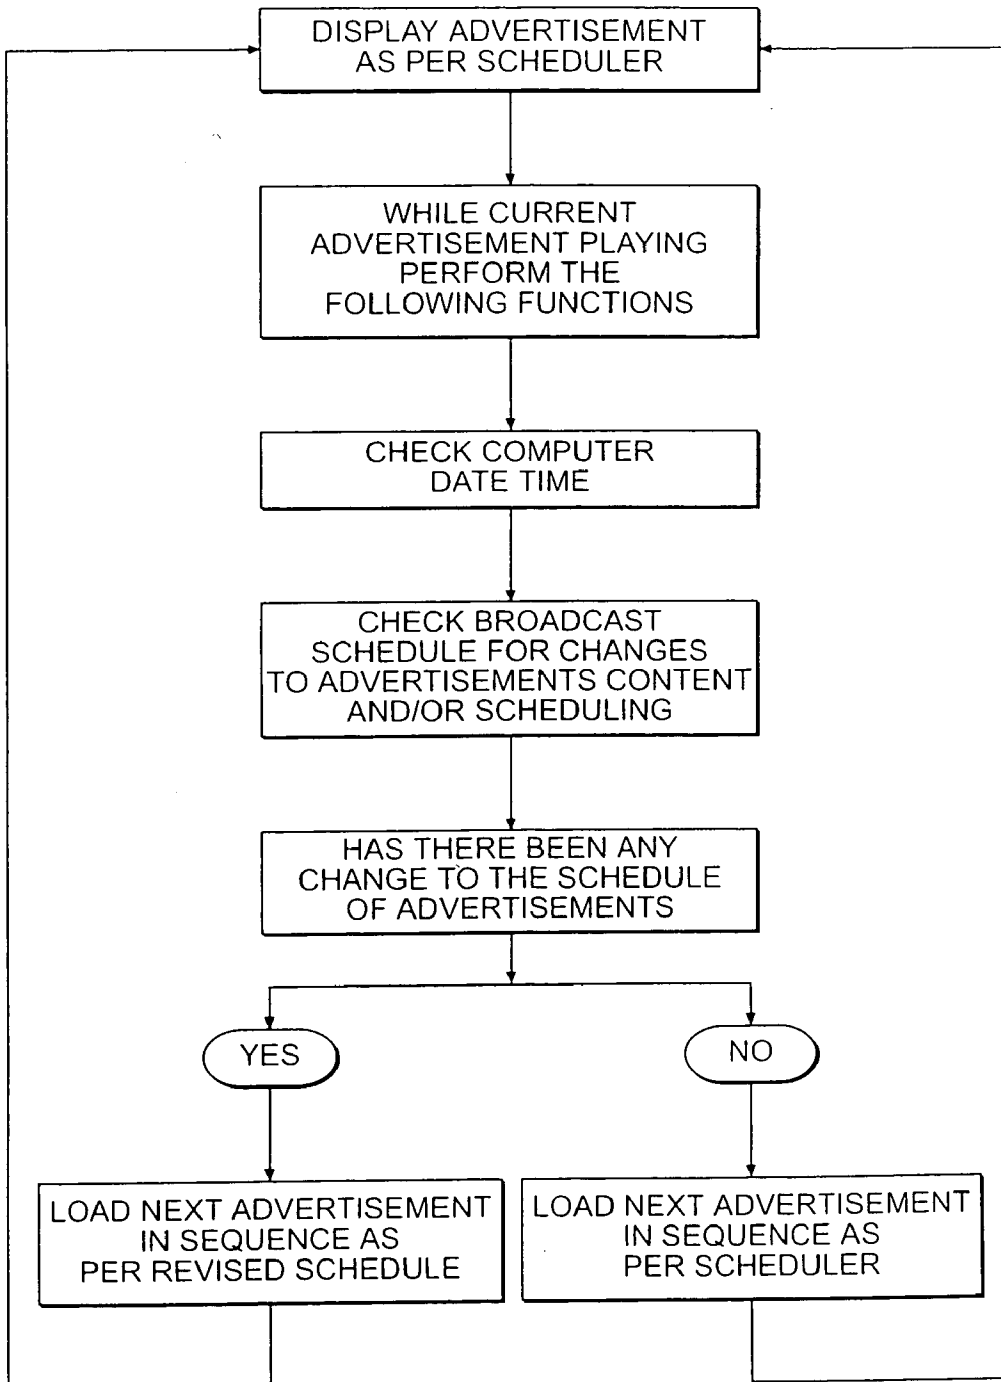 DISPLAY ADVERTISEMENT
AS PER SCHEDULER
WHILE CURRENT
ADVERTISEMENT PLAYING
PERFORM THE
FOLLOWING FUNCTIONS
CHECK COMPUTER
DATE TIME
CHECK BROADCAST
SCHEDULE FOR CHANGES
TO ADVERTISEMENTS CONTENT
AND/OR SCHEDULING
HAS THERE BEEN ANY
CHANGE TO THE SCHEDULE
OF ADVERTISEMENTS
YES
NO
LOAD NEXT ADVERTISEMENT
IN SEQUENCE AS
PER REVISED SCHEDULE
LOAD NEXT ADVERTISEMENT
IN SEQUENCE AS
PER SCHEDULER